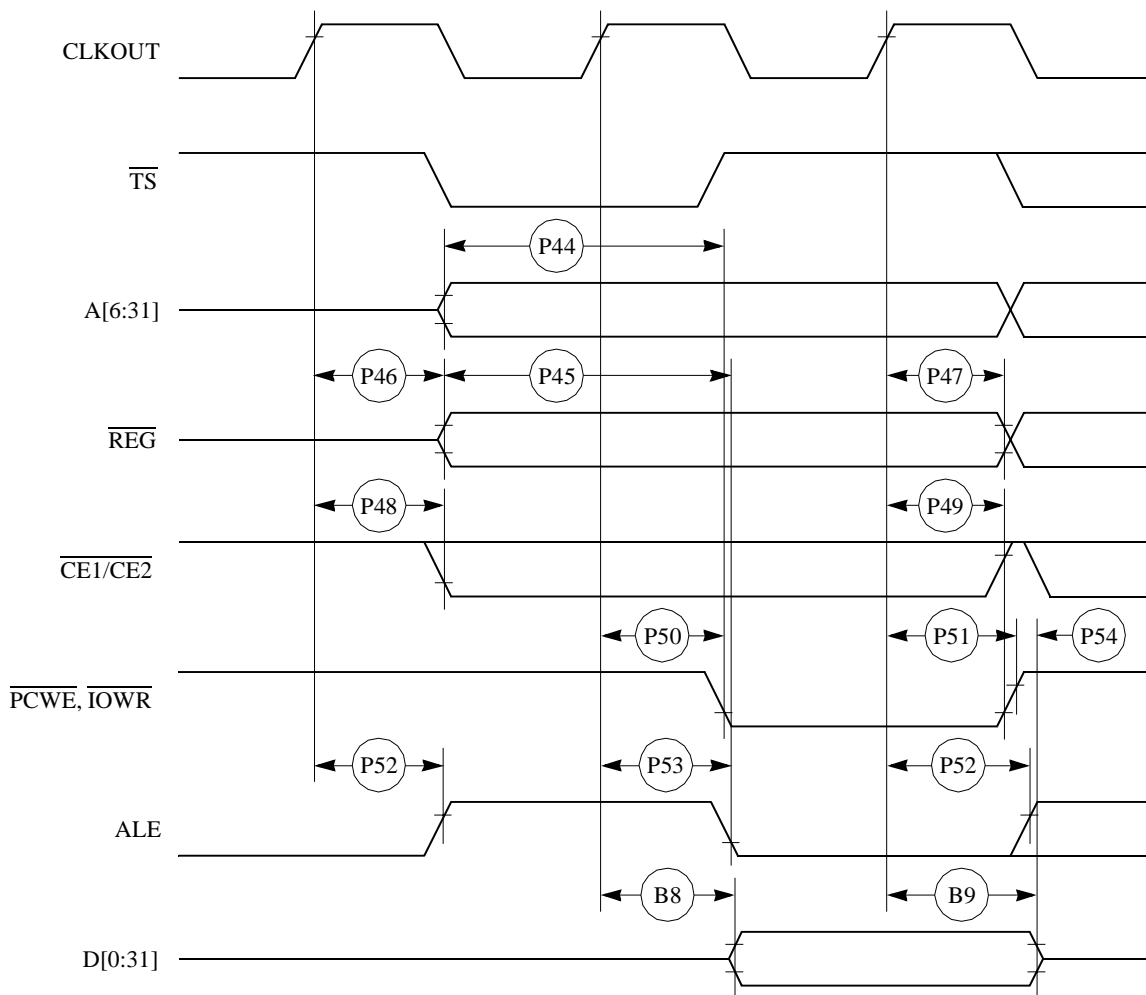 CLKOUT
TS
P44
A[6:31]
P46 P45 P47
REG
P48 P49
CE1/CE2
P50 P51 P54
PCWE, IOWR
P52 P53 P52
ALE
B8 B9
D[0:31]